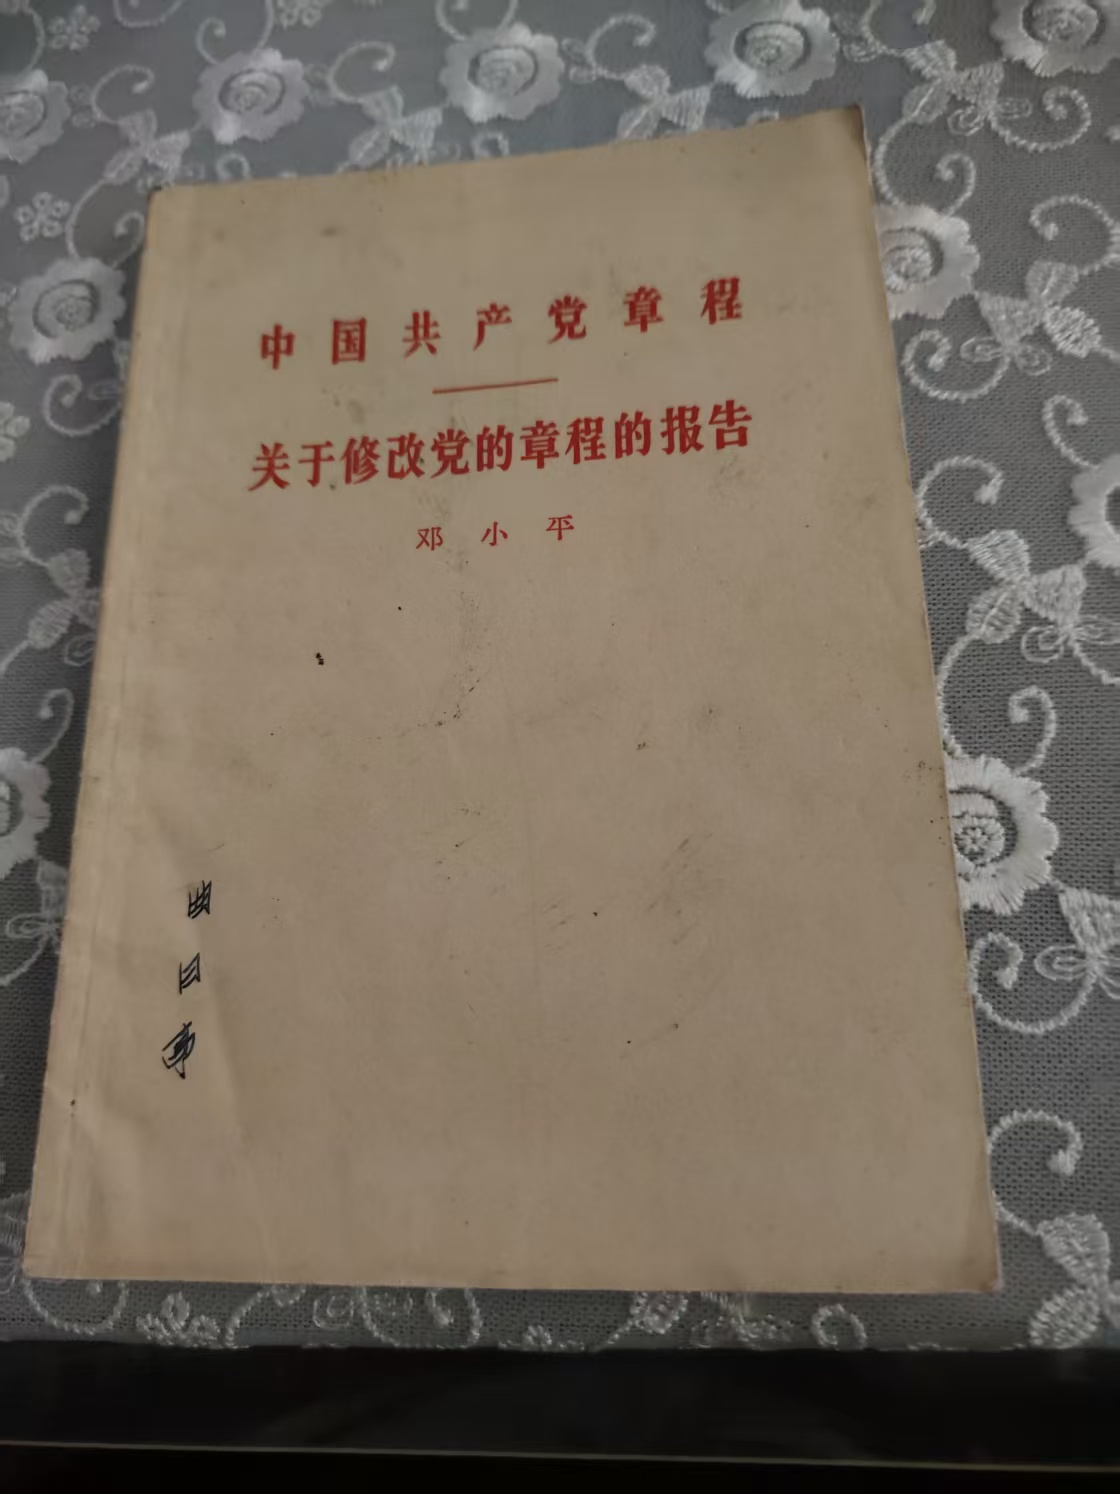 中国共产党章程
关于修改党的章程的报告
邓小平
曲